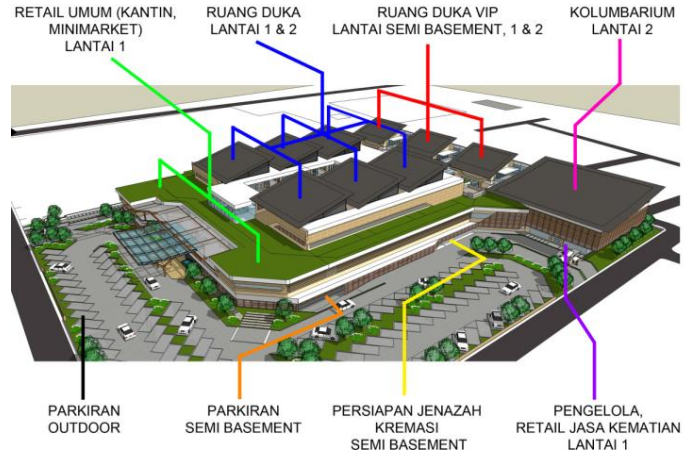 RETAIL UMUM (KANTIN,
MINIMARKET)
LANTAI 1
RUANG DUKA
LANTAI 1 & 2
RUANG DUKA VIP
LANTAI SEMI BASEMENT, 1 & 2
KOLUMBARIUM
LANTAI 2
PARKIRAN
OUTDOOR
PARKIRAN
SEMI BASEMENT
PERSIAPAN JENAZAH
KREMASI
SEMI BASEMENT
PENGELOLA,
RETAIL JASA KEMATIAN
LANTAI 1